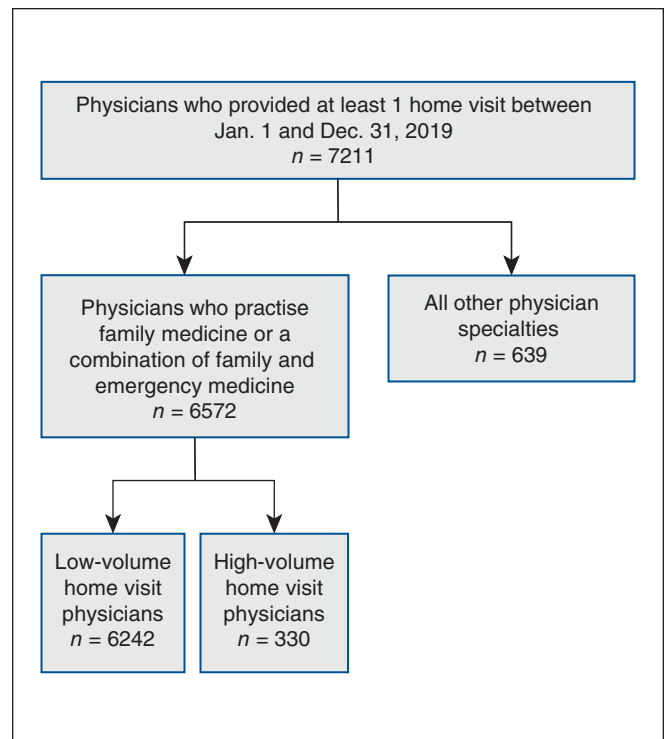 Physicians who provided at least 1 home visit between
Jan. 1 and Dec. 31, 2019
n = 7211
Physicians who practise
family medicine or a
combination of family and
emergency medicine
n = 6572
All other physician
specialties
n = 639
Low-volume
home visit
physicians
n = 6242
High-volume
home visit
physicians
n = 330